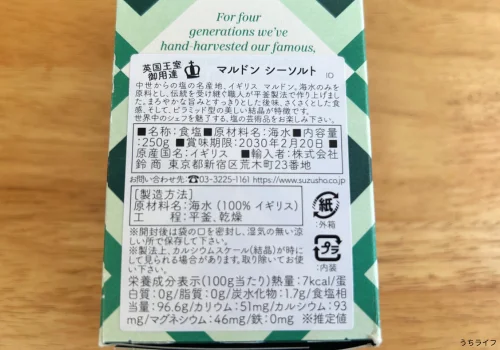 For four
generations we've
hand-harvested our famous,
英国王室
御用達
マルドン シーソルト
中世からの塩の名産地、イギリス マルドン。海水のみを
原料とし、伝統を受け継ぐ職人が平釜製法で作り上げまし
た。まろやかな旨みとすっきりとした後味、さくさくとした食
感、そして、ピラミッド型の美しい結晶が特徴です。
世界中のシェフを魅了する、塩の芸術品をお楽しみ下さい。
■名称:食塩■原材料名:海水■内容量
:250g■賞味期限:2030年2月20日■
原産国名:イギリス ■輸入者:株式会社
鈴商 東京都新宿区荒木町23番地
お問い合わせ先:☎03-3225-1161 https://www.suzusho.co.jp
[製造方法]
原材料名:海水 (100% イギリス)
工 程:平釜、乾燥
※開封後は袋の口を密封し、湿気の無い涼
しい所で保存して下さい。
※製法上、カルシウムスケール(結晶)が時に
して見られる場合があります。取り除いてお使
い下さい。
紙
:外箱
プラ
:内装
栄養成分表示(100g当たり)熱量:7kcal/蛋
白質:0g/脂質:0g/炭水化物:1.7g/食塩相
当量:96.6g/カリウム:51mg/カルシウム:93
mg/マグネシウム:46mg/鉄:0mg ※推定値
うちライフ